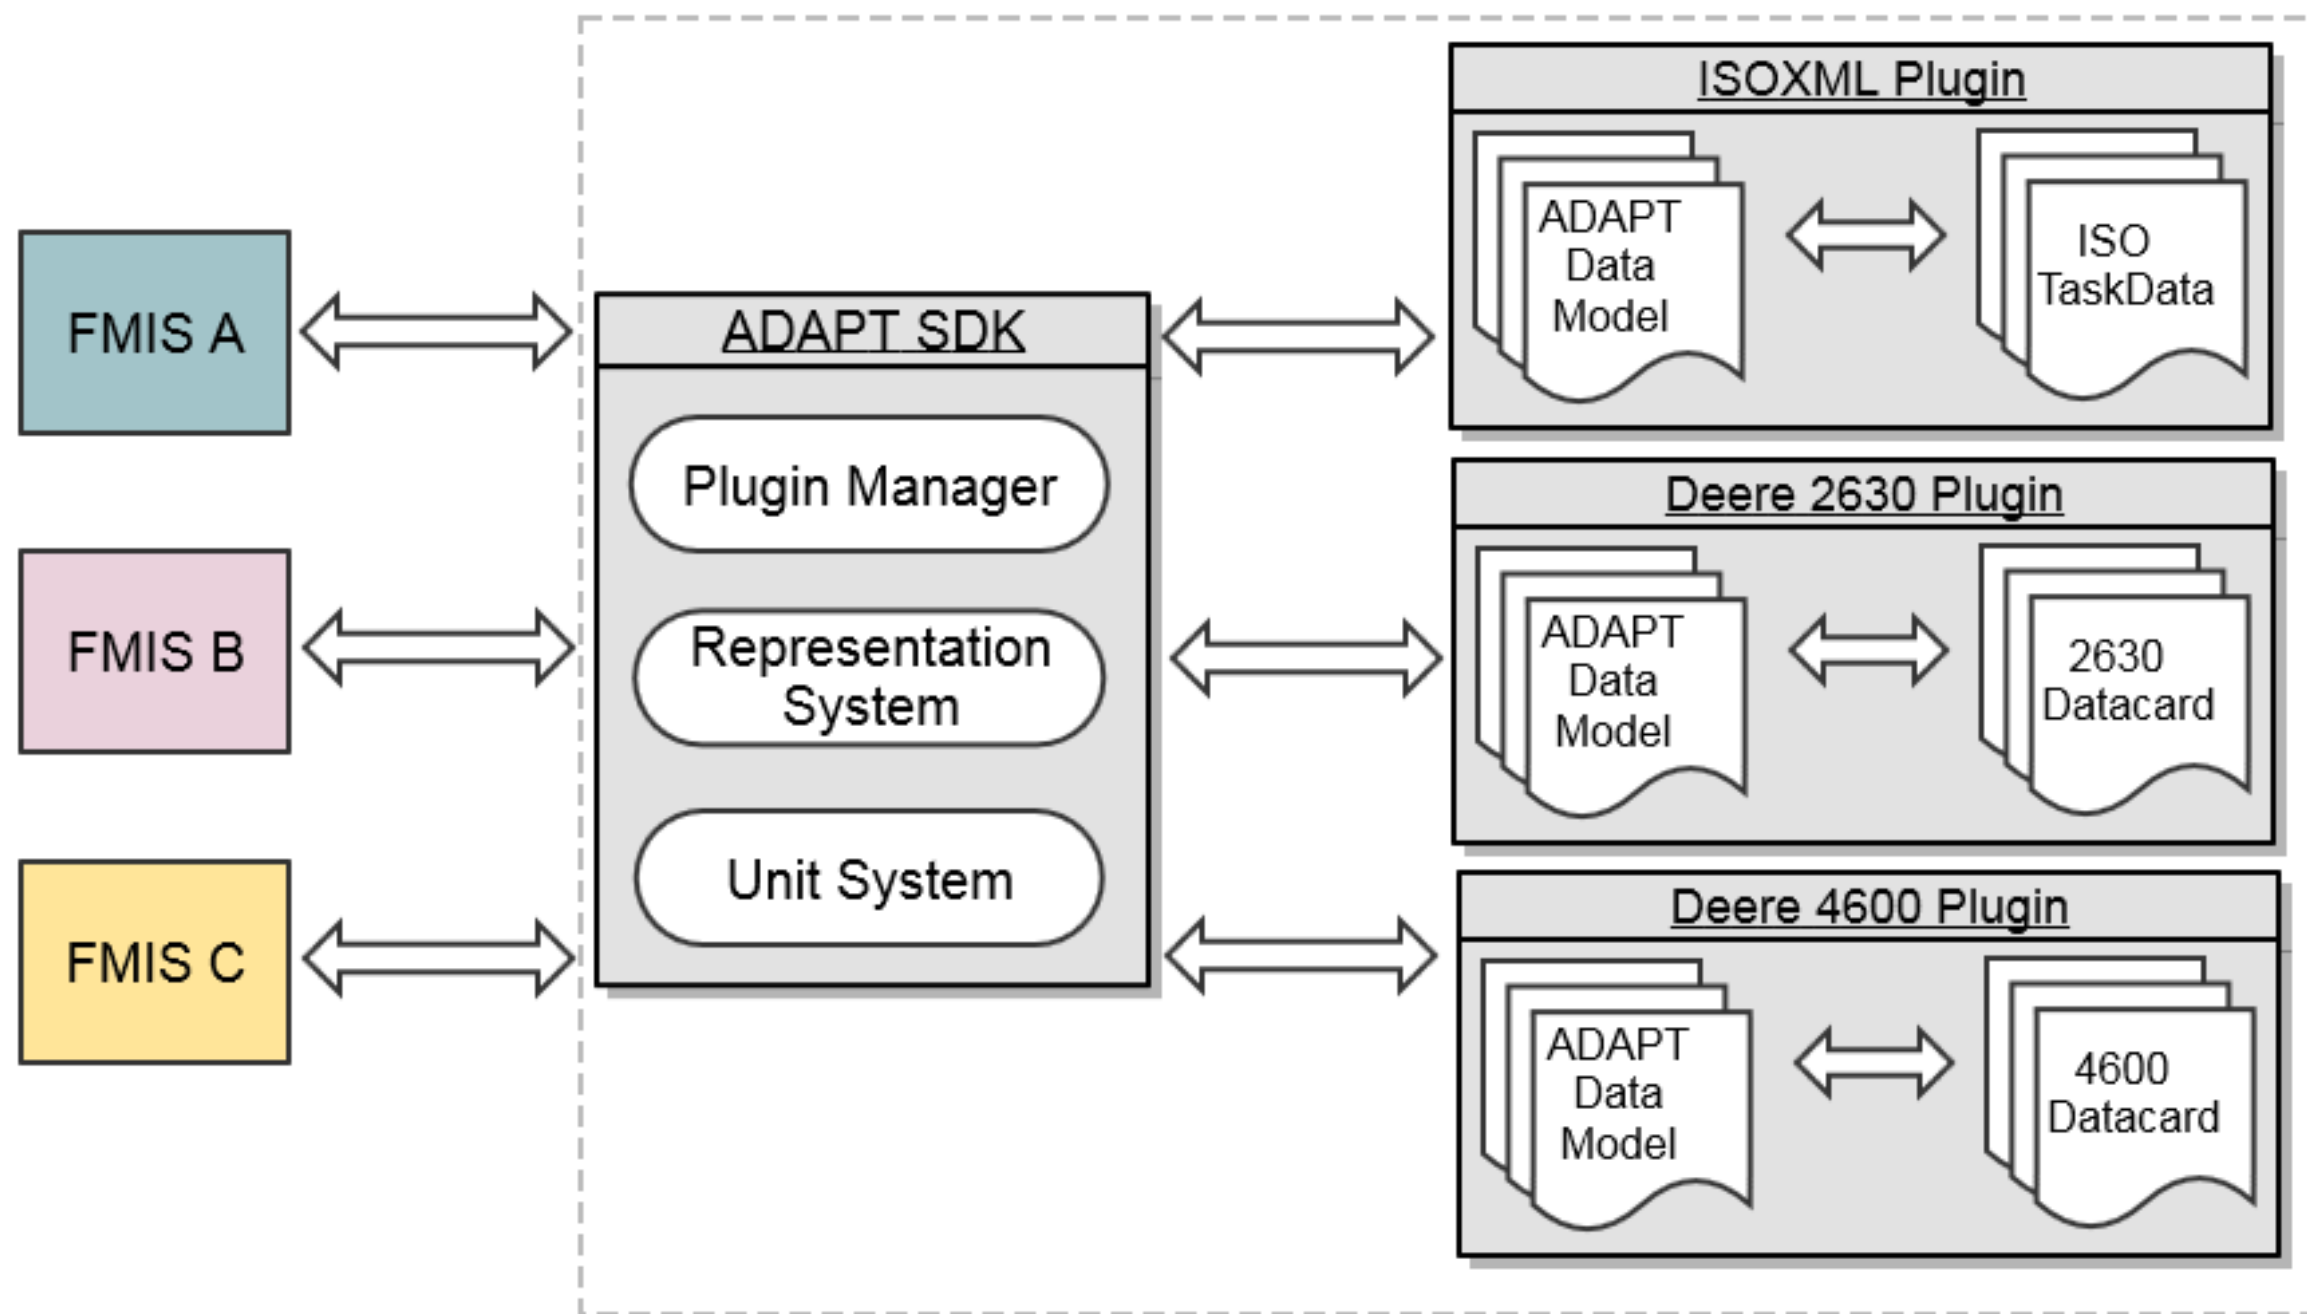 FMIS A
FMIS B
FMIS C
ADAPT SDK
Plugin Manager
Representation
System
Unit System
ISOXML Plugin
ADAPT
Data
Model
ISO
TaskData
Deere 2630 Plugin
ADAPT
Data
Model
2630
Datacard
Deere 4600 Plugin
ADAPT
Data
Model
4600
Datacard